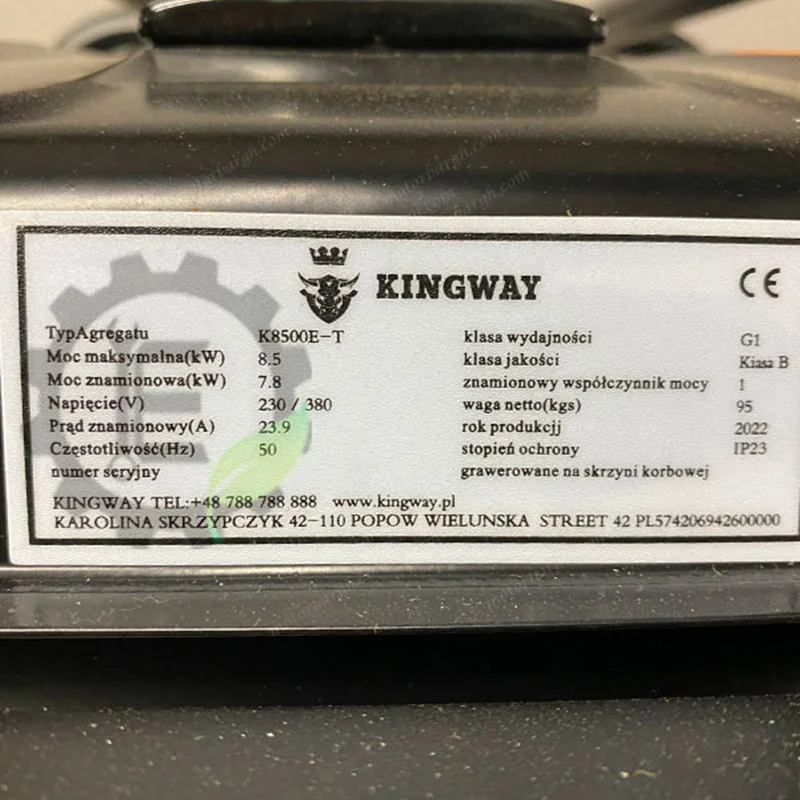 KINGWAY
CE
TypAgregatu K8500E-T klasa wydajności G1
Moc maksymalna(kW) 8.5 klasa jakości Kiasa B
Moc znamionowa(kW) 7.8 znamionowy współczynnik mocy 1
Napięcie(V) 230 / 380 waga netto(kgs) 95
Prąd znamionowy(A) 23.9 rok produkcjj 2022
Częstotliwość(Hz) 50 stopień ochrony IP23
numer seryjny grawerowane na skrzyni korbowej
KINGWAY TEL:+48 788 788 888 www.kingway.pl
KAROLINA SKRZYPCZYK 42-110 POPOW WIELUNSKA STREET 42 PL574206942600000